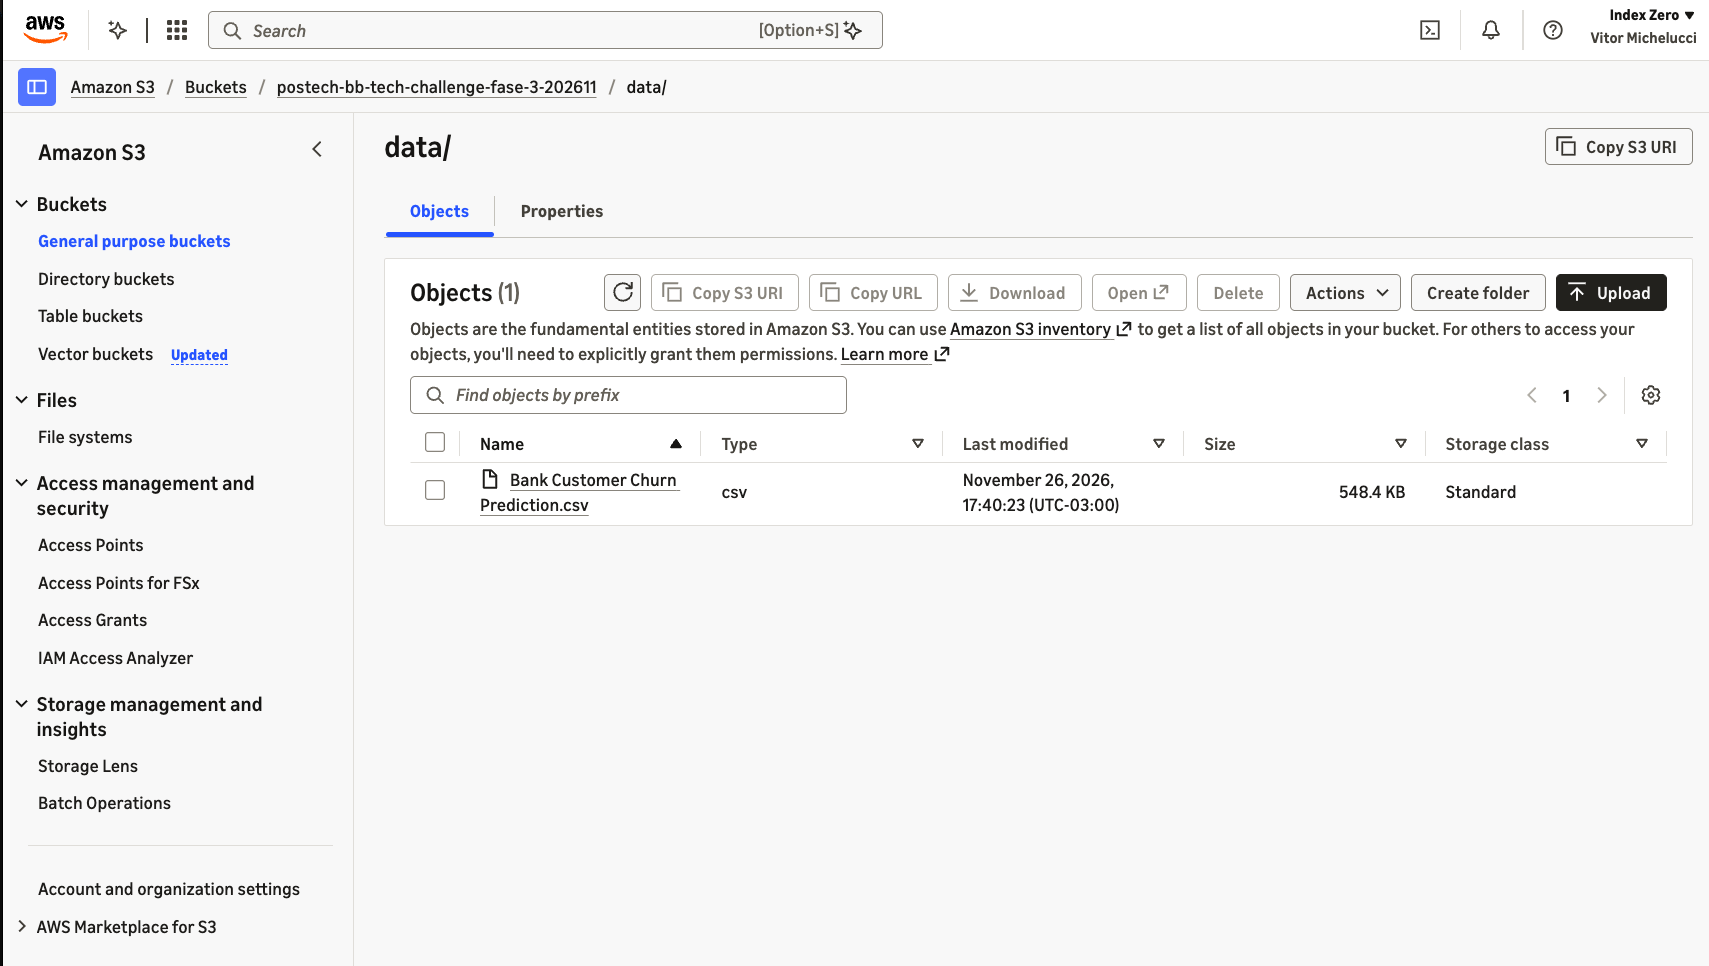 aws
Search [Option+S]
Index Zero
Vitor Michelucci
Amazon S3 / Buckets / postech-bb-tech-challenge-fase-3-202611 / data/
Amazon S3
Buckets
General purpose buckets
Directory buckets
Table buckets
Vector buckets Updated
Files
File systems
Access management and
security
Access Points
Access Points for FSx
Access Grants
IAM Access Analyzer
Storage management and
insights
Storage Lens
Batch Operations
Account and organization settings
AWS Marketplace for S3
data/
Copy S3 URI
Objects Properties
Objects (1) Copy S3 URI Copy URL Download Open Delete Actions Create folder Upload
Objects are the fundamental entities stored in Amazon S3. You can use Amazon S3 inventory to get a list of all objects in your bucket. For others to access your
objects, you'll need to explicitly grant them permissions. Learn more
Find objects by prefix
1
Name Type Last modified Size Storage class
Bank Customer Churn
Prediction.csv
csv
November 26, 2026,
17:40:23 (UTC-03:00)
548.4 KB
Standard